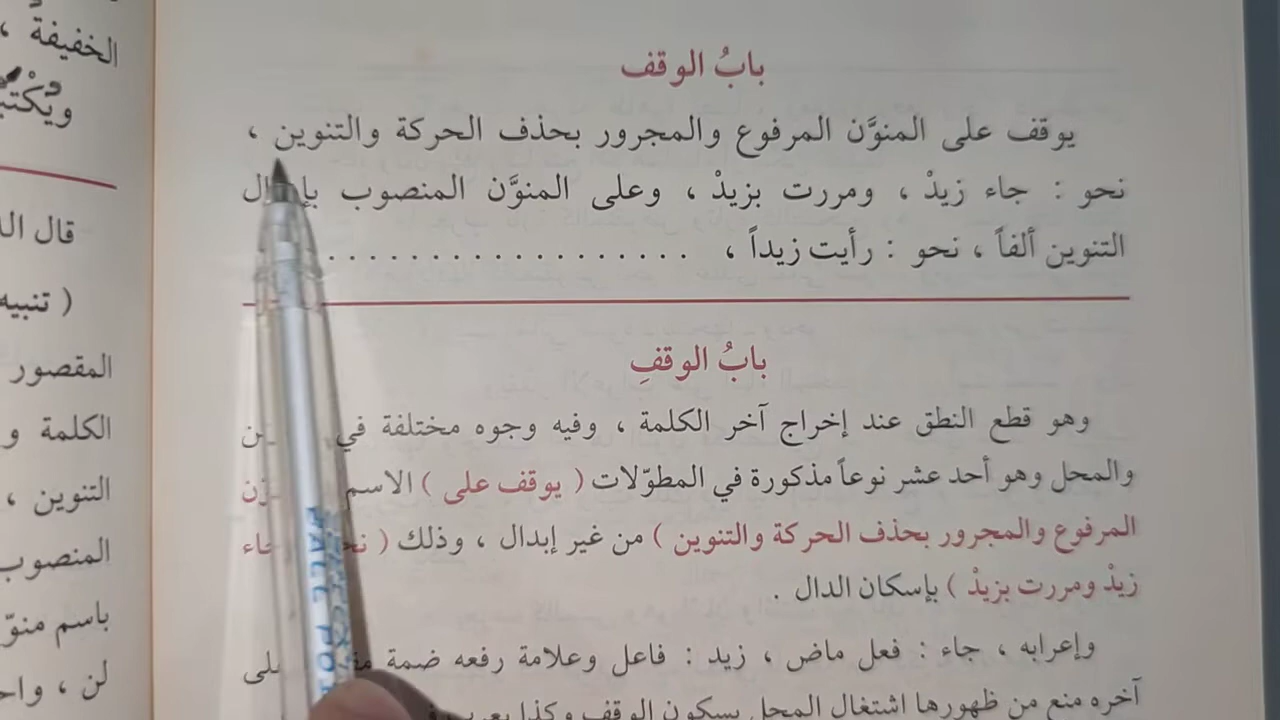 بابُ الوقف
يوقف على المنوَّن المرفوع والمجرور بحذف الحركة والتنوين ،
نحو : جاء زيدْ ، ومررت بزيدْ ، وعلى المنوَّن المنصوب
التنوين ألفاً ، نحو : رأيت زيداً ، . . . . . . . . . . . . . . . . . .
بابُ الوقفِ
وهو قطع النطق عند إخراج آخر الكلمة ، وفيه وجوه مختلفة في
والمحل وهو أحد عشر نوعاً مذكورة في المطوّلات ( يوقف على ) الاسم
المرفوع والمجرور بحذف الحركة والتنوين ) من غير إبدال ، وذلك (
زيدْ ومررت بزيدْ ) بإسكان الدال .
وإعرابه ، جاء : فعل ماض ، زيد : فاعل وعلامة رفعه ضمة
آخره منع من ظهورها اشتغال المحل بسكون الوقف وكذا
الخفيفةً ،
قال
( تنبيه
المقصور
الكلمة و
التنوين ،
المنصوب
باسم
لن ،